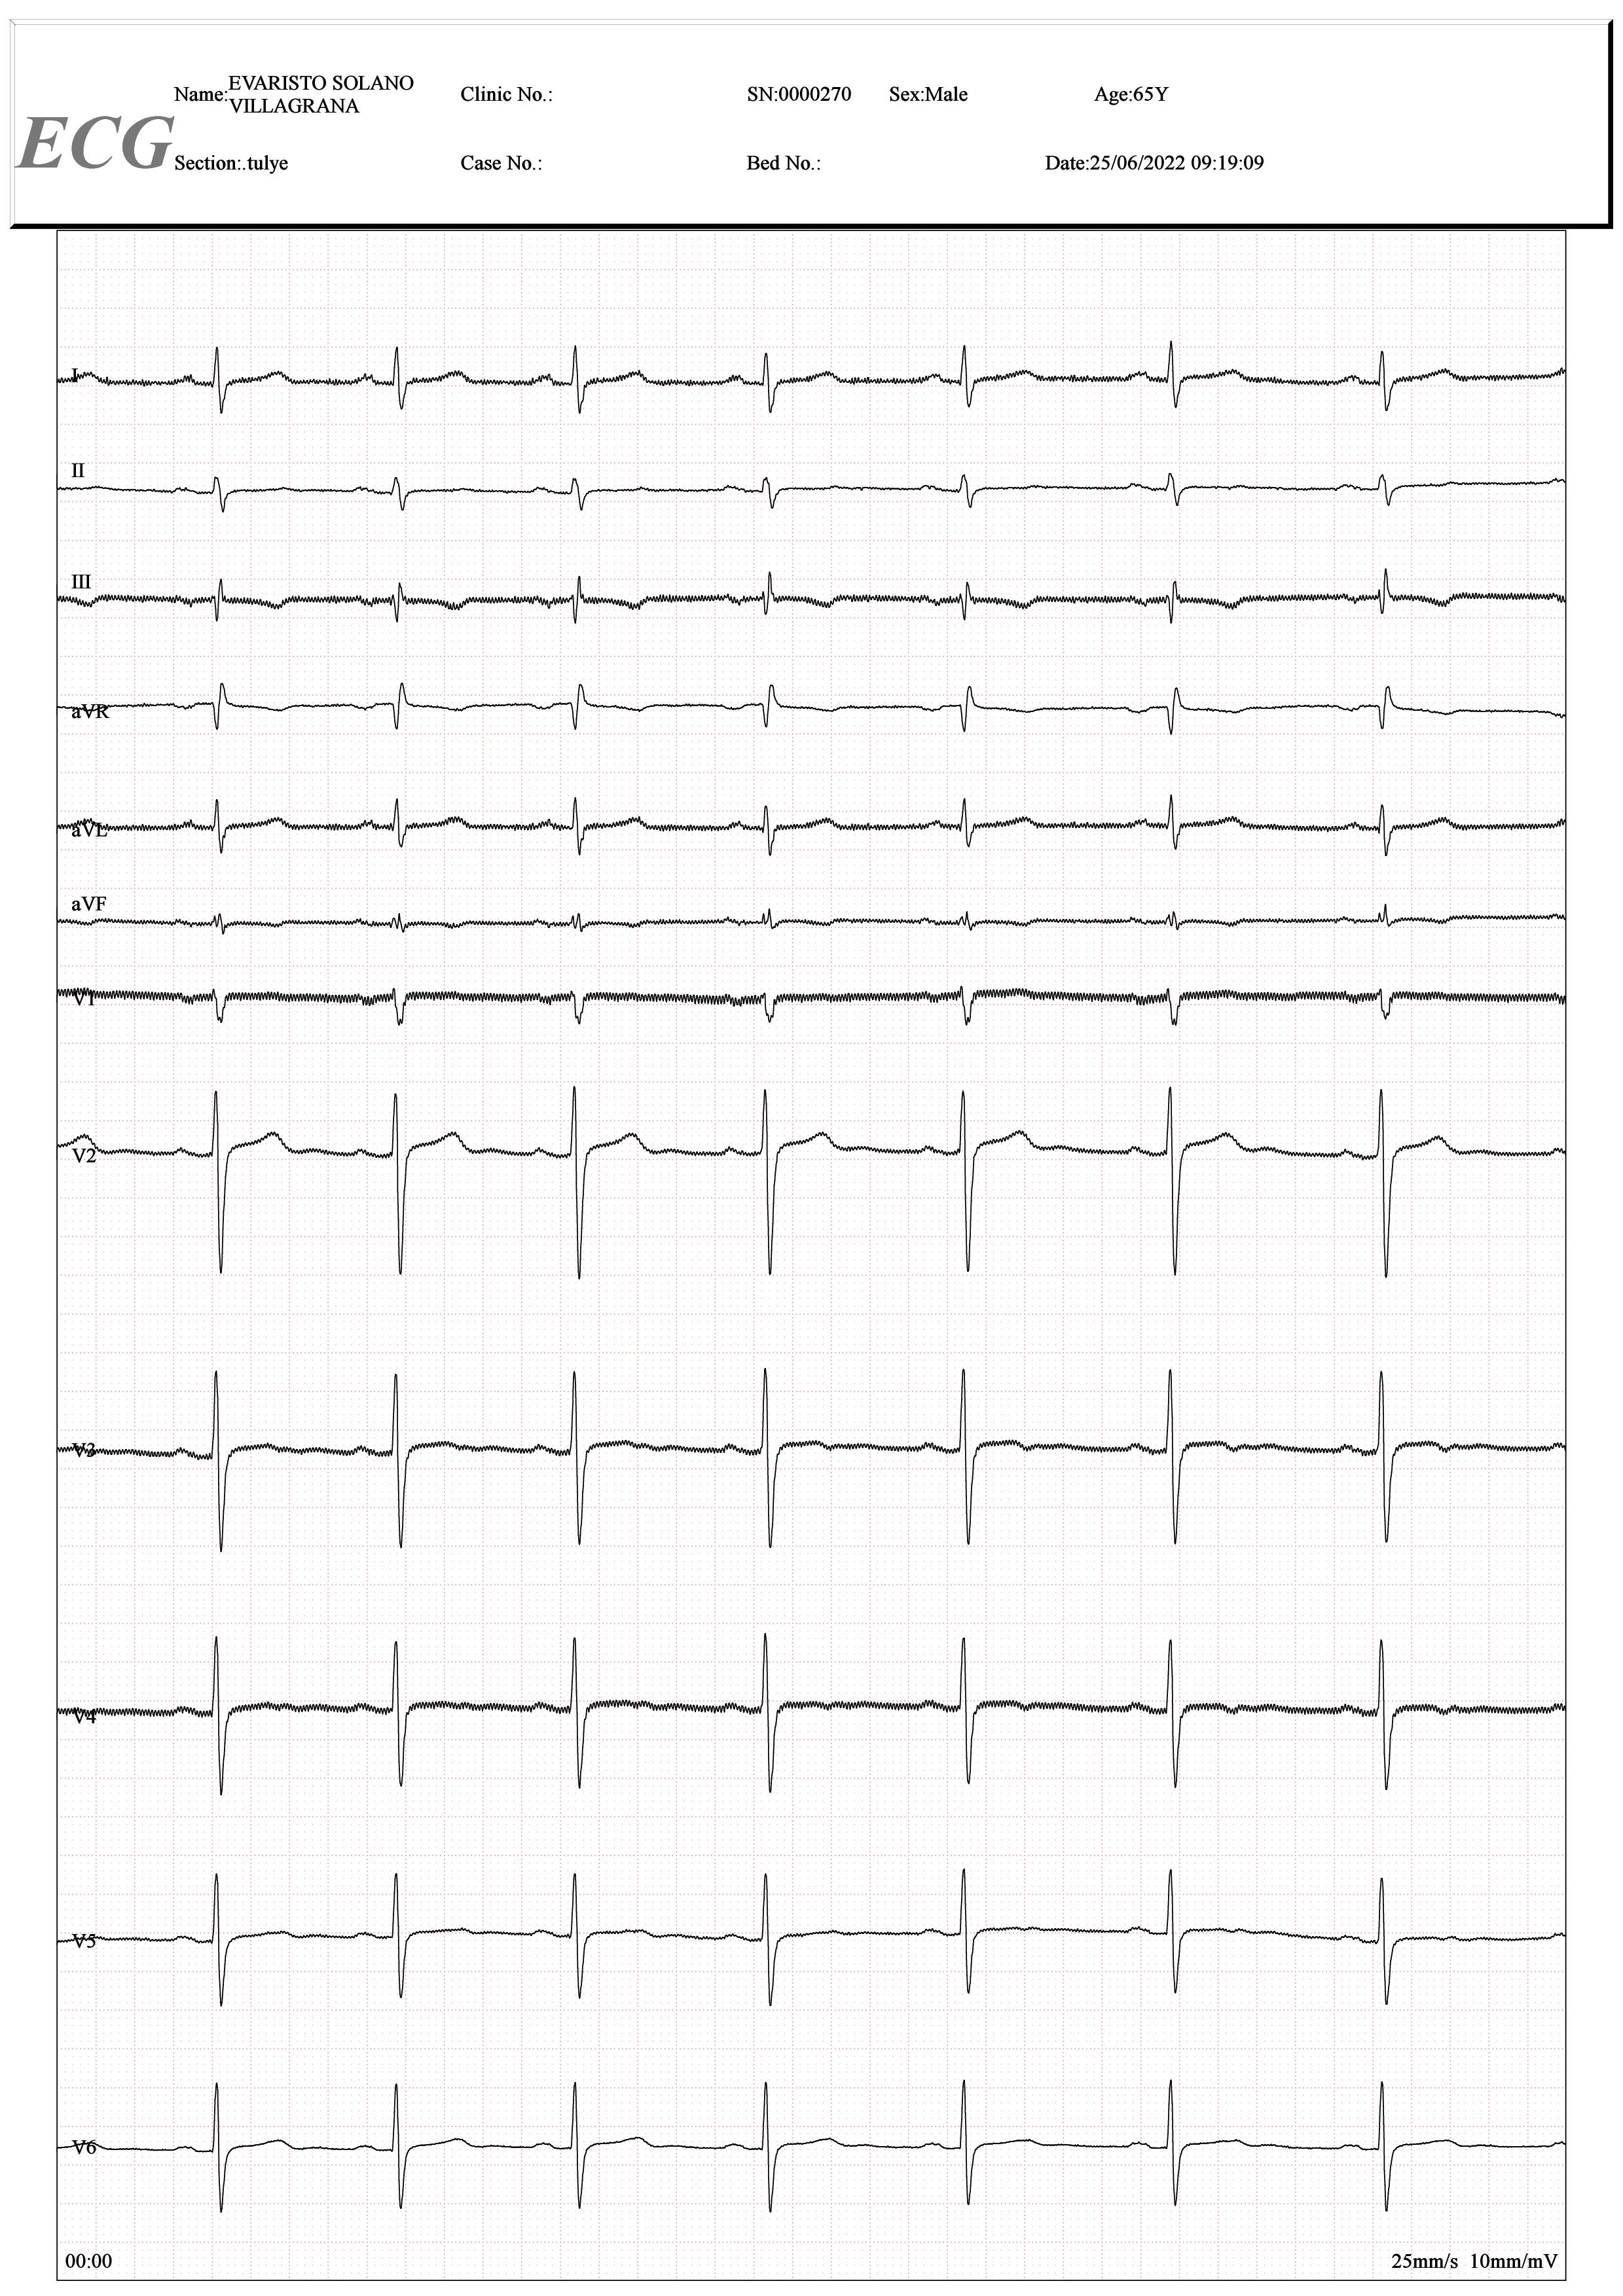 ECG
Name:EVARISTO SOLANO
VILLAGRANA
Clinic No.:
SN:0000270
Sex:Male
Age:65Y
Section:.tulye
Case No.:
Bed No.:
Date:25/06/2022 09:19:09
I
II
III
aVR
aVL
aVF
V1
V2
V3
V4
V5
V6
00:00
25mm/s 10mm/mV